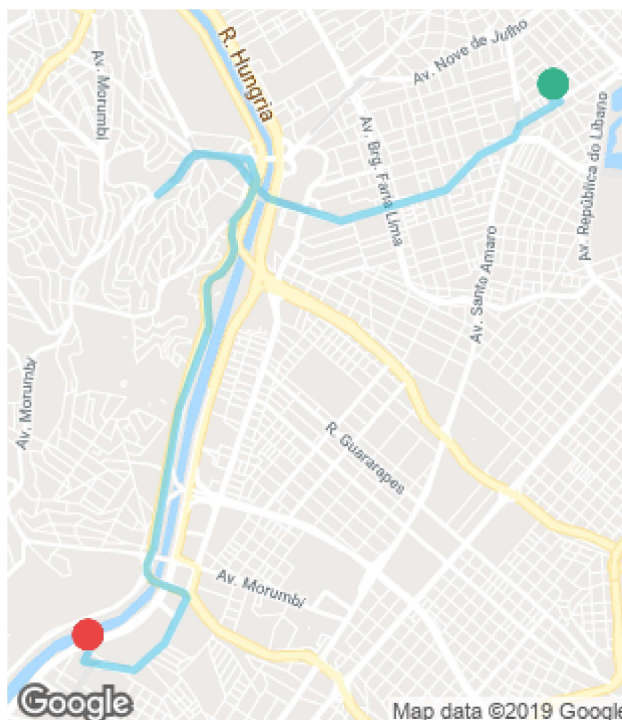 R. Hungria
Av. Nove de Julho
Av. Morumbi
Av. Brg. Faria Lima
Av. República do Líbano
Av. Santo Amaro
Av. Morumbi
R. Guararapes
Av. Morumbi
Google
Map data ©2019 Google